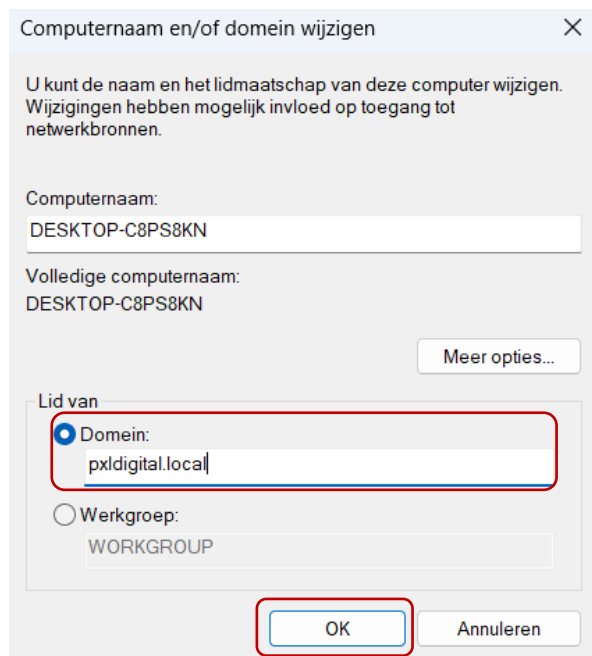 Computernaam en/of domein wijzigen
U kunt de naam en het lidmaatschap van deze computer wijzigen.
Wijzigingen hebben mogelijk invloed op toegang tot
netwerkbronnen.
Computernaam:
DESKTOP-C8PS8KN
Volledige computernaam:
DESKTOP-C8PS8KN
Meer opties...
Lid van
Domein:
pxldigital.local
Werkgroep:
WORKGROUP
OK
Annuleren